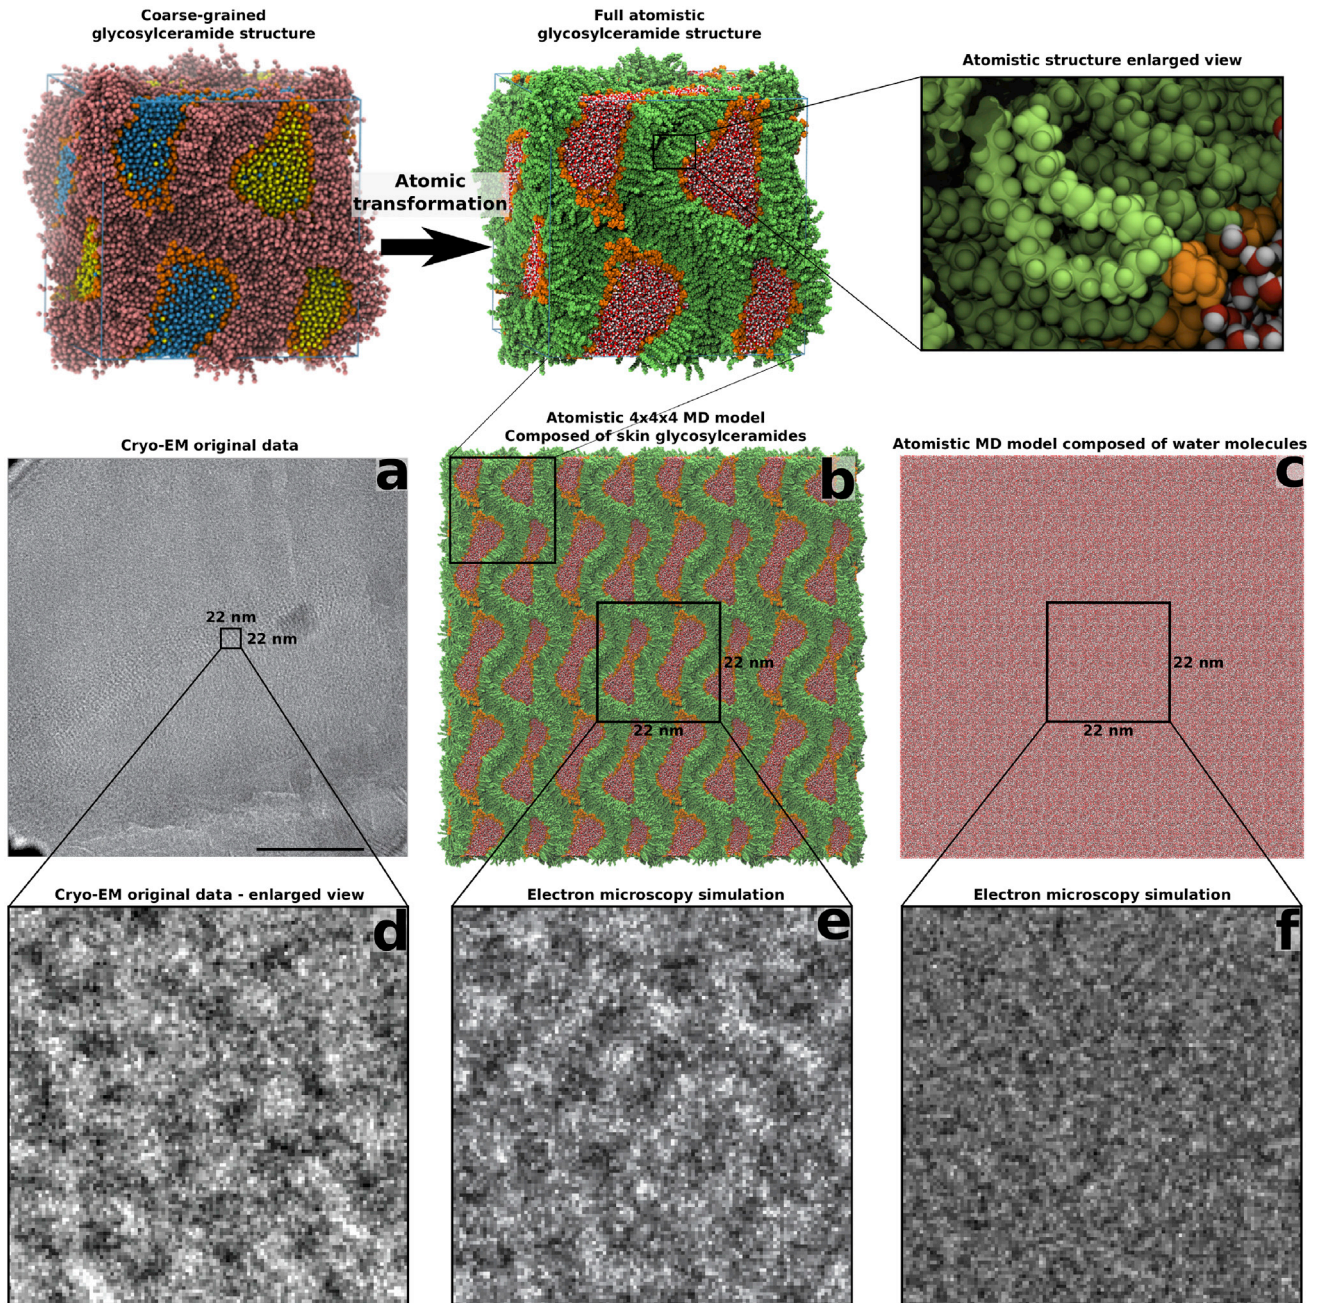 Coarse-grained
glycosylceramide structure
Full atomistic
glycosylceramide structure
Atomistic structure enlarged view
Atomic
transformation
Cryo-EM original data
Atomistic 4x4x4 MD model
Composed of skin glycosylceramides
Atomistic MD model composed of water molecules
a
b
c
22 nm
22 nm
22 nm
22 nm
22 nm
22 nm
Cryo-EM original data - enlarged view
Electron microscopy simulation
Electron microscopy simulation
d
e
f